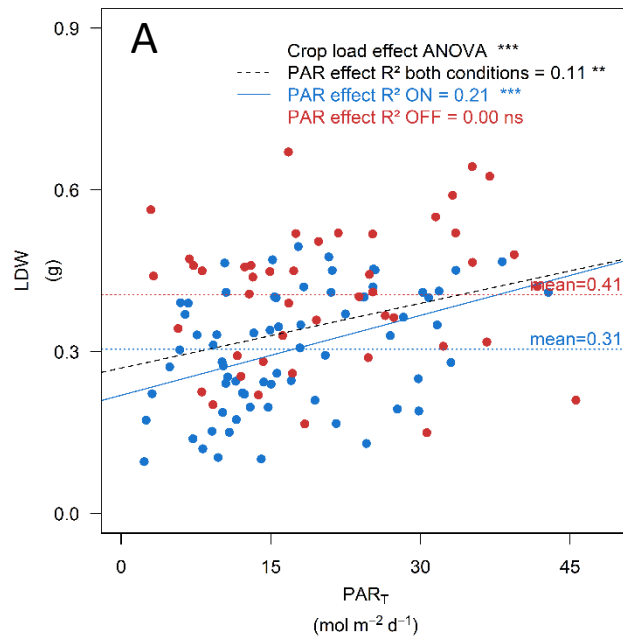 A
Crop load effect ANOVA ***
PAR effect R² both conditions = 0.11 **
PAR effect R² ON = 0.21 ***
PAR effect R² OFF = 0.00 ns
0.9
0.6
0.3
0.0
LDW
(g)
mean=0.41
mean=0.31
0 15 30 45
PAR_T
(mol m⁻² d⁻¹)